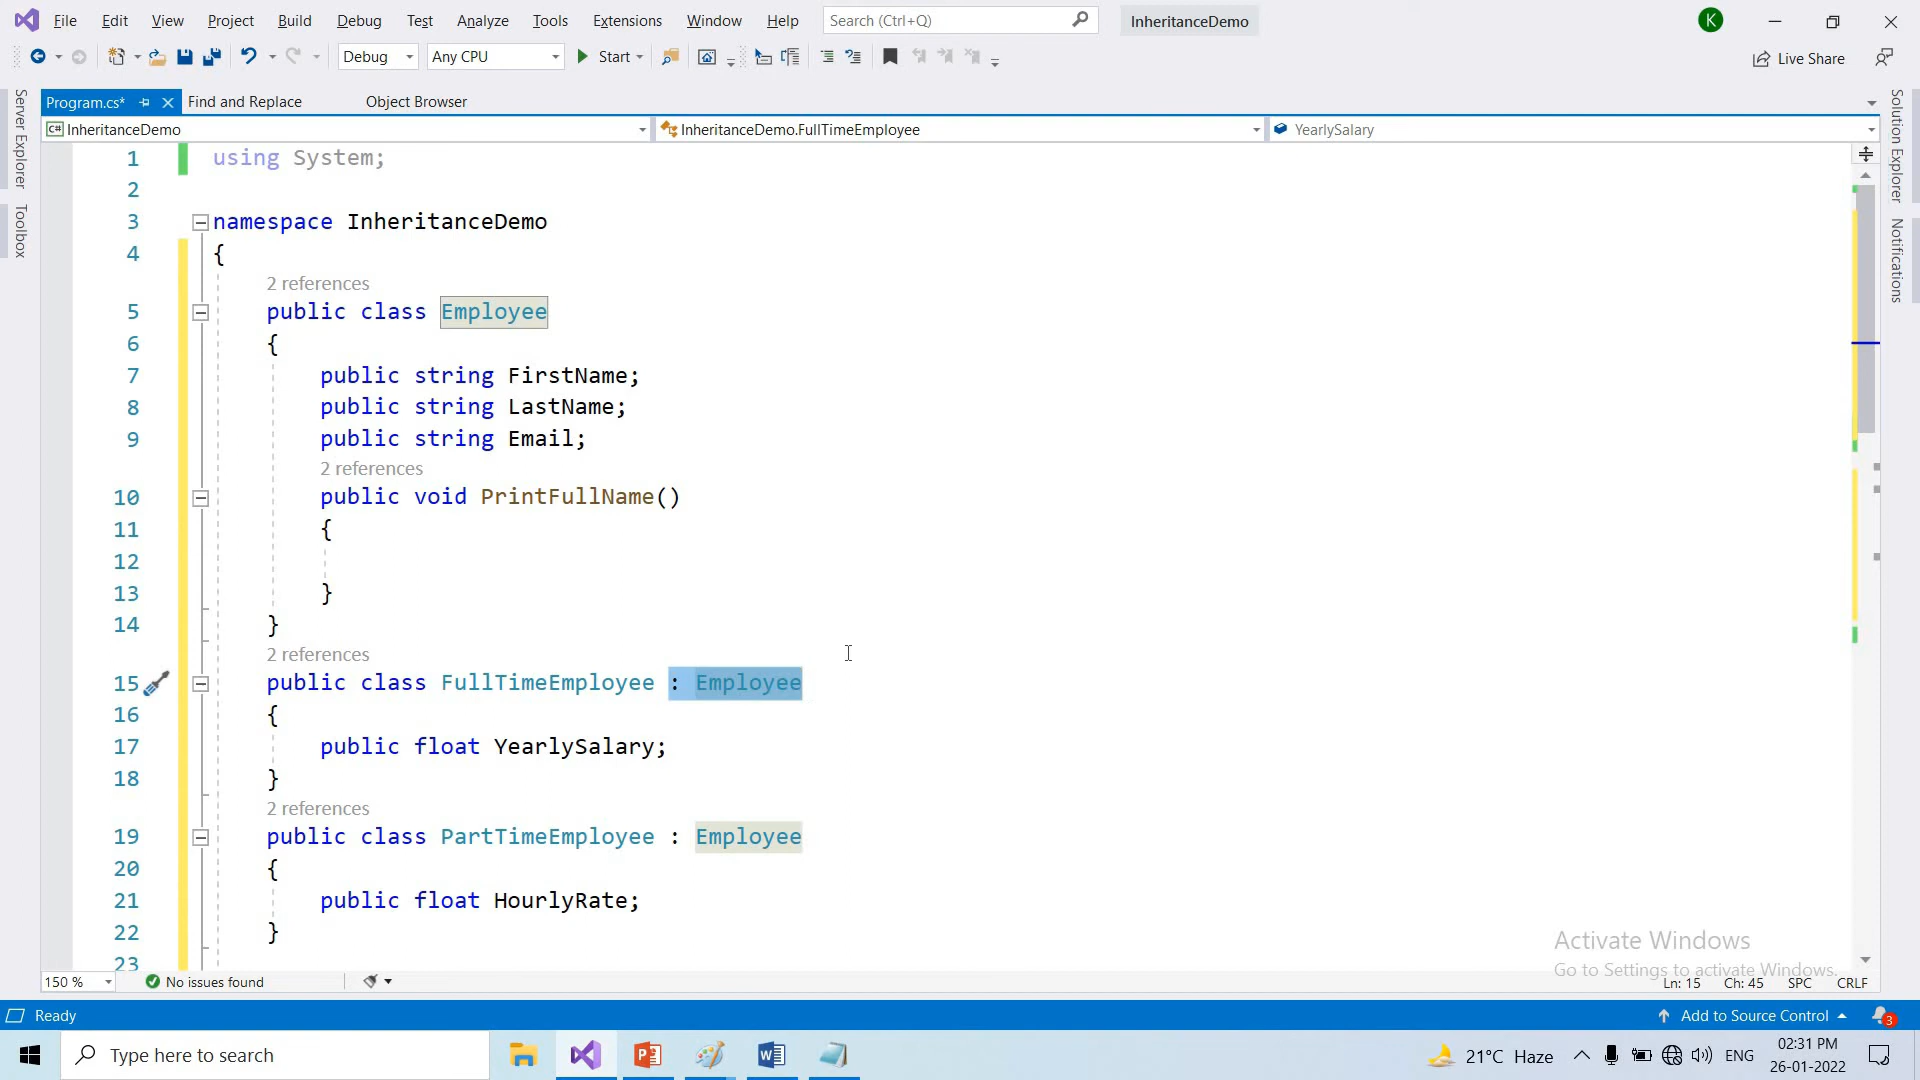 File Edit View Project Build Debug Test Analyze Tools Extensions Window Help Search (Ctrl+Q) InheritanceDemo K
Debug Any CPU Start Live Share
Program.cs* Find and Replace Object Browser
C# InheritanceDemo InheritanceDemo.FullTimeEmployee YearlySalary
Server Explorer
Toolbox
Solution Explorer
Notifications
1 using System;
2
3 namespace InheritanceDemo
4 {
2 references
5 public class Employee
6 {
7 public string FirstName;
8 public string LastName;
9 public string Email;
2 references
10 public void PrintFullName()
11 {
12
13 }
14 }
2 references
15 public class FullTimeEmployee : Employee
16 {
17 public float YearlySalary;
18 }
2 references
19 public class PartTimeEmployee : Employee
20 {
21 public float HourlyRate;
22 }
23
Activate Windows
Go to Settings to activate Windows.
150 % No issues found Ln: 15 Ch: 45 SPC CRLF
Ready Add to Source Control 3
Type here to search 21°C Haze ENG 02:31 PM
26-01-2022